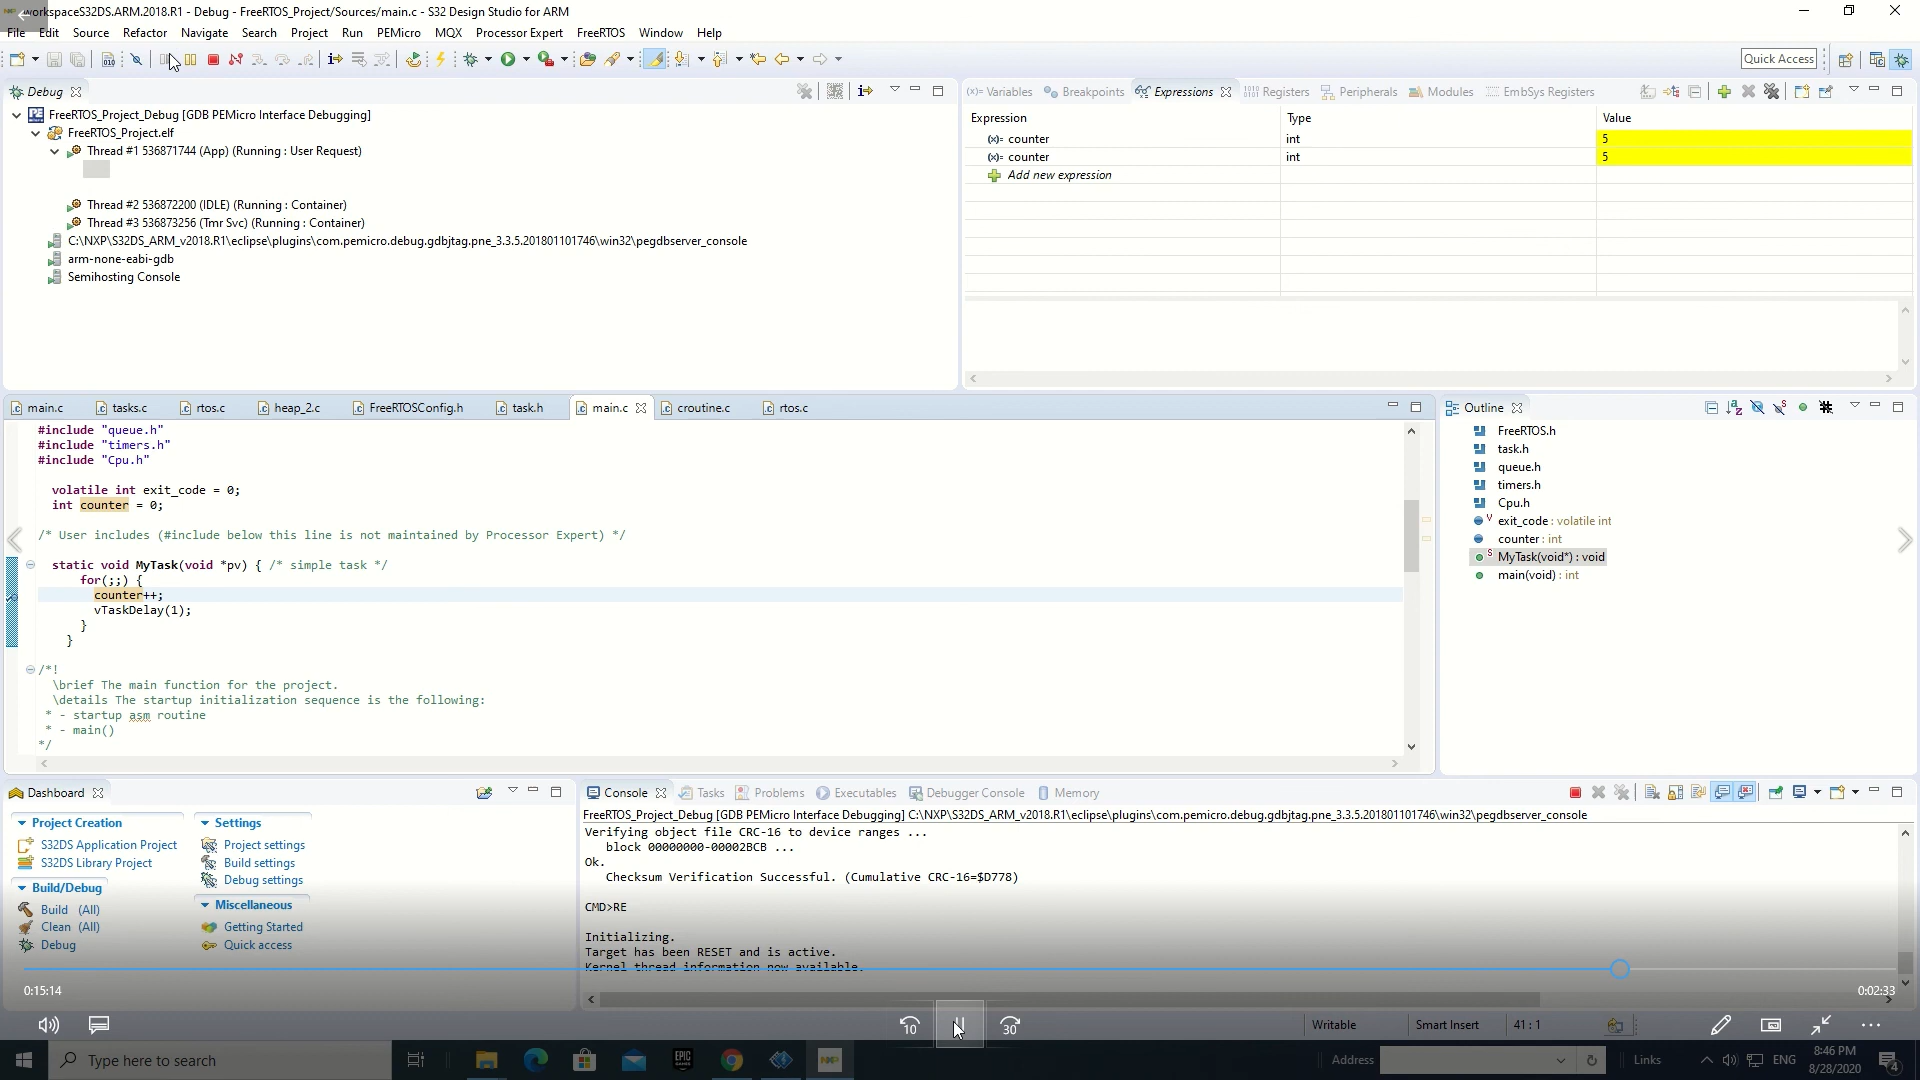 workspaceS32DS.ARM.2018.R1 - Debug - FreeRTOS_Project/Sources/main.c - S32 Design Studio for ARM
File Edit Source Refactor Navigate Search Project Run PEMicro MQX Processor Expert FreeRTOS Window Help
Quick Access
Debug
FreeRTOS_Project_Debug [GDB PEMicro Interface Debugging]
FreeRTOS_Project.elf
Thread #1 536871744 (App) (Running : User Request)
Thread #2 536872200 (IDLE) (Running : Container)
Thread #3 536873256 (Tmr Svc) (Running : Container)
C:\NXP\S32DS_ARM_v2018.R1\eclipse\plugins\com.pemicro.debug.gdbjtag.pne_3.3.5.201801101746\win32\pegdbserver_console
arm-none-eabi-gdb
Semihosting Console
(x)= Variables Breakpoints Expressions Registers Peripherals Modules EmbSys Registers
Expression Type Value
(x)= counter int 5
(x)= counter int 5
Add new expression
main.c tasks.c rtos.c heap_2.c FreeRTOSConfig.h task.h main.c croutine.c rtos.c
#include "queue.h"
#include "timers.h"
#include "Cpu.h"
volatile int exit_code = 0;
int counter = 0;
/* User includes (#include below this line is not maintained by Processor Expert) */
static void MyTask(void *pv) { /* simple task */
for(;;) {
counter++;
vTaskDelay(1);
}
}
/*!
\brief The main function for the project.
\details The startup initialization sequence is the following:
* - startup asm routine
* - main()
*/
Outline
FreeRTOS.h
task.h
queue.h
timers.h
Cpu.h
exit_code : volatile int
counter : int
MyTask(void*) : void
main(void) : int
Dashboard
Project Creation
S32DS Application Project
S32DS Library Project
Build/Debug
Build (All)
Clean (All)
Debug
Settings
Project settings
Build settings
Debug settings
Miscellaneous
Getting Started
Quick access
Console Tasks Problems Executables Debugger Console Memory
FreeRTOS_Project_Debug [GDB PEMicro Interface Debugging] C:\NXP\S32DS_ARM_v2018.R1\eclipse\plugins\com.pemicro.debug.gdbjtag.pne_3.3.5.201801101746\win32\pegdbserver_console
Verifying object file CRC-16 to device ranges ...
block 00000000-00002BCB ...
Ok.
Checksum Verification Successful. (Cumulative CRC-16=$D778)
CMD>RE
Initializing.
Target has been RESET and is active.
Kernel thread information now available.
0:15:14
0:02:33
10 30
Writable Smart Insert 41 : 1
Type here to search
EPIC GAMES
NXP
Address
Links
ENG
8:46 PM
8/28/2020
4